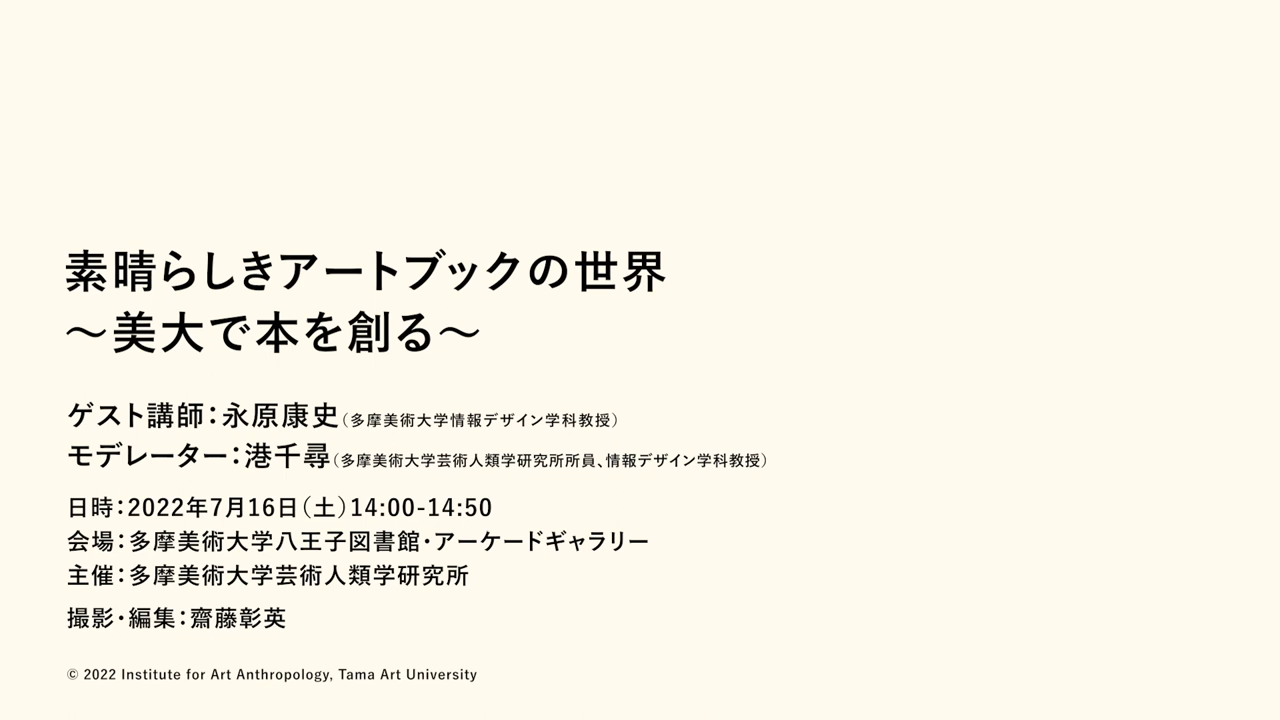 素晴らしきアートブックの世界
〜美大で本を創る〜
ゲスト講師：永原康史（多摩美術大学情報デザイン学科教授）
モデレーター：港千尋（多摩美術大学芸術人類学研究所所員、情報デザイン学科教授）
日時：2022年7月16日（土）14:00-14:50
会場：多摩美術大学八王子図書館・アーケードギャラリー
主催：多摩美術大学芸術人類学研究所
撮影・編集：齋藤彰英
© 2022 Institute for Art Anthropology, Tama Art University